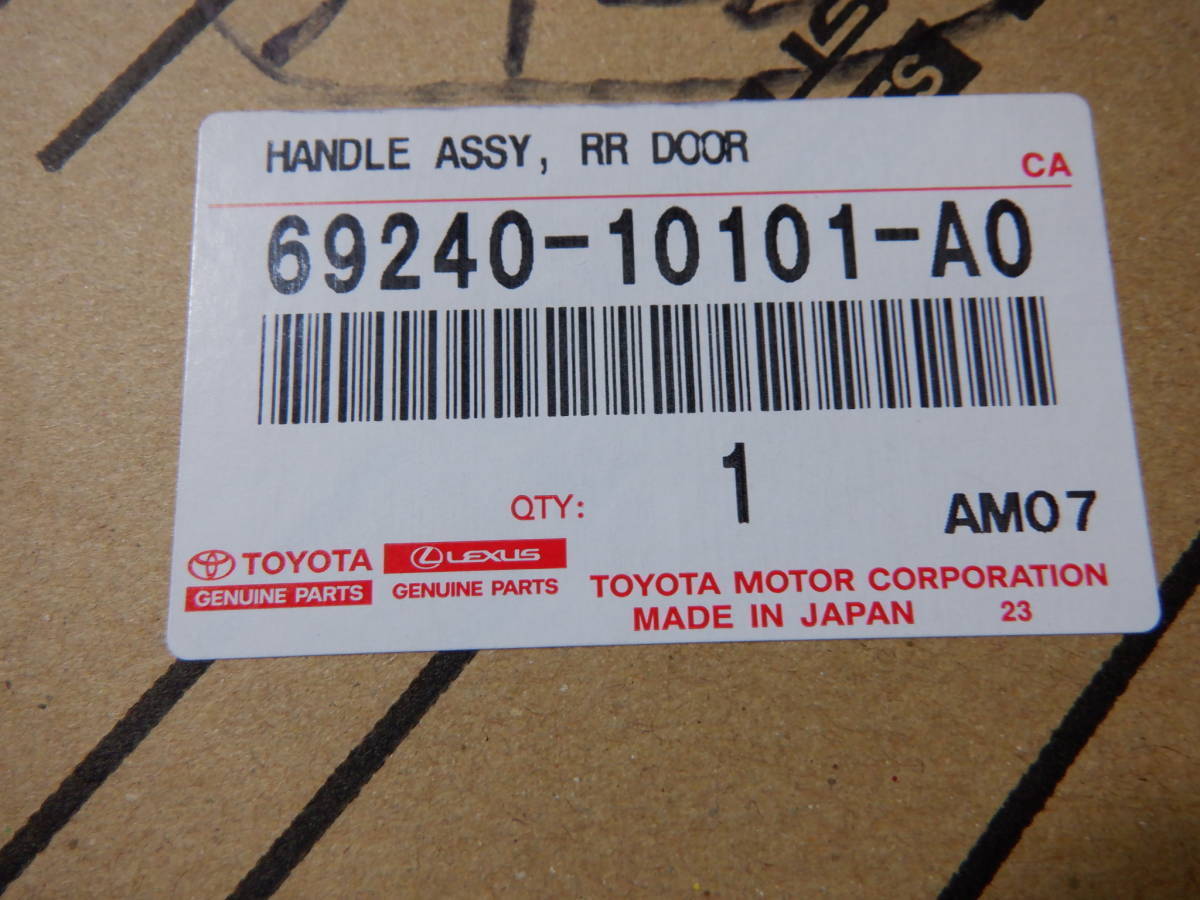 HANDLE ASSY, RR DOOR
CA
69240-10101-A0
1
QTY:
AM07
TOYOTA
GENUINE PARTS
LEXUS
GENUINE PARTS
TOYOTA MOTOR CORPORATION
MADE IN JAPAN 23